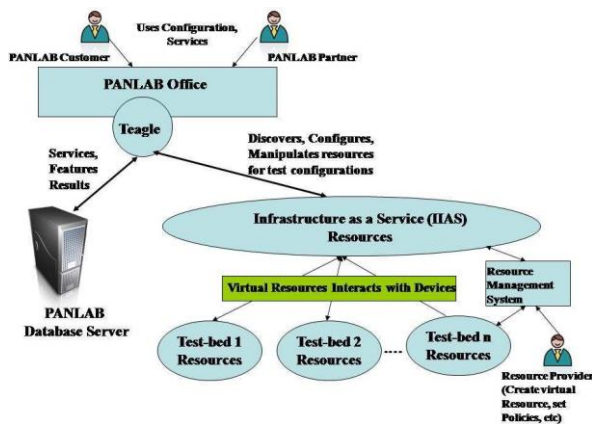 Uses Configuration,
Services
PANLAB Customer
PANLAB Partner
PANLAB Office
Teagle
Services,
Features
Results
Discovers, Configures,
Manipulates resources
for test configurations
Infrastructure as a Service (IIAS)
Resources
Virtual Resources Interacts with Devices
Resource
Management
System
PANLAB
Database Server
Test-bed 1
Resources
Test-bed 2
Resources
----
Test-bed n
Resources
Resource Provider
(Create virtual
Resource, set
Policies, etc)